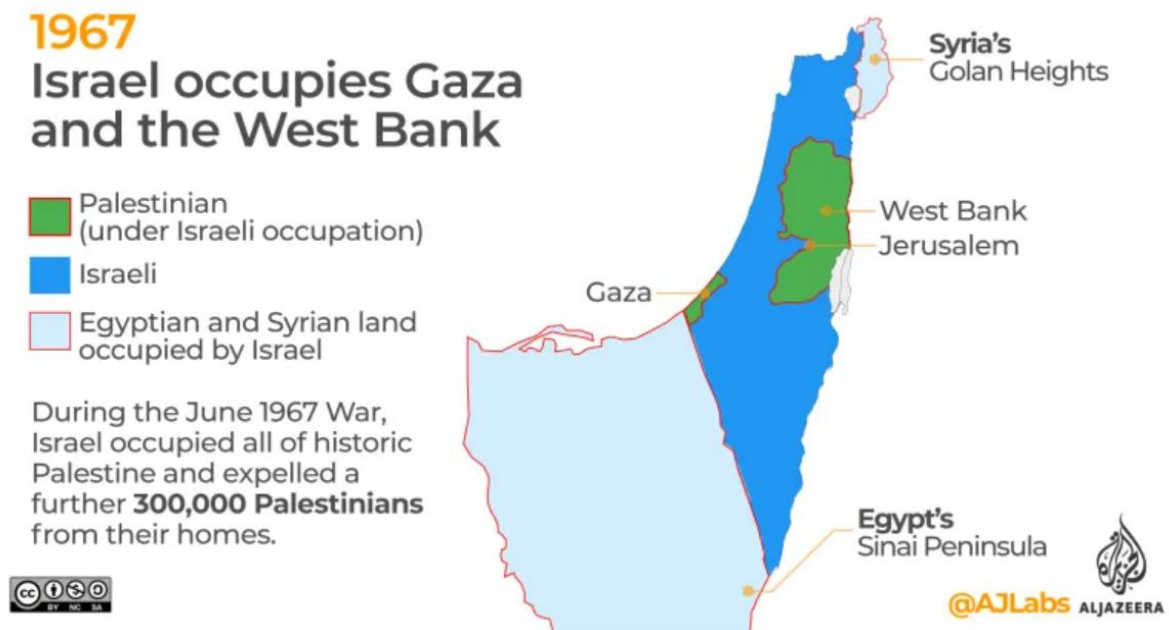 1967
Israel occupies Gaza
and the West Bank
Palestinian
(under Israeli occupation)
Israeli
Egyptian and Syrian land
occupied by Israel
During the June 1967 War,
Israel occupied all of historic
Palestine and expelled a
further 300,000 Palestinians
from their homes.
Syria's
Golan Heights
West Bank
Jerusalem
Gaza
Egypt's
Sinai Peninsula
cc
BY NC SA
@AJLabs
ALJAZEERA